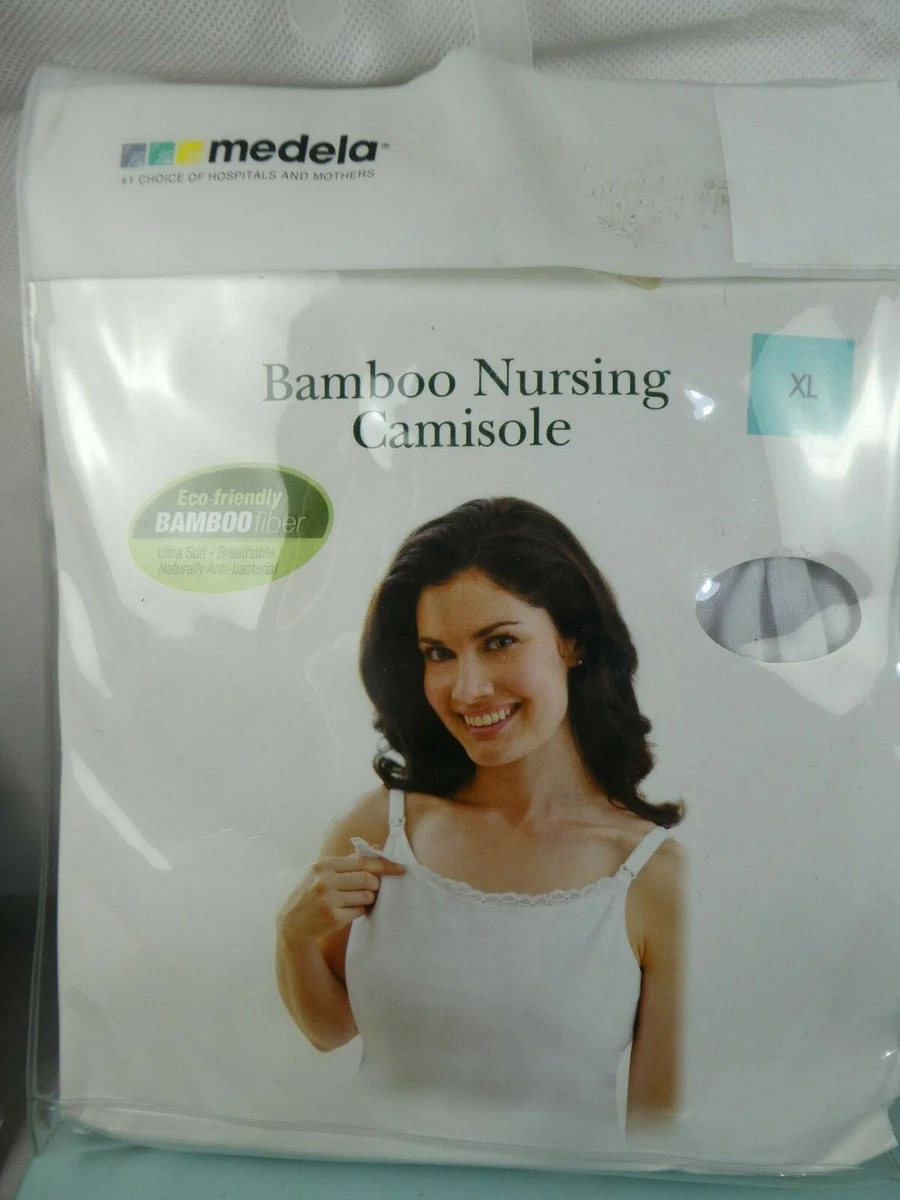 medela®
#1 CHOICE OF HOSPITALS AND MOTHERS
Bamboo Nursing
Camisole
XL
Eco-friendly
BAMBOO fiber
Ultra Soft • Breathable
Naturally Anti-bacterial